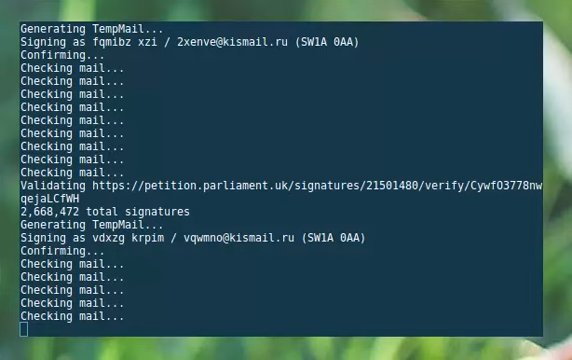 Generating TempMail...
Signing as fqmibz xzi / 2xenve@kismail.ru (SW1A 0AA)
Confirming...
Checking mail...
Checking mail...
Checking mail...
Checking mail...
Checking mail...
Checking mail...
Checking mail...
Checking mail...
Checking mail...
Validating https://petition.parliament.uk/signatures/21501480/verify/CywfO3778nw
qejaLCfWH
2,668,472 total signatures
Generating TempMail...
Signing as vdxzg krpim / vqwmno@kismail.ru (SW1A 0AA)
Confirming...
Checking mail...
Checking mail...
Checking mail...
Checking mail...
Checking mail...